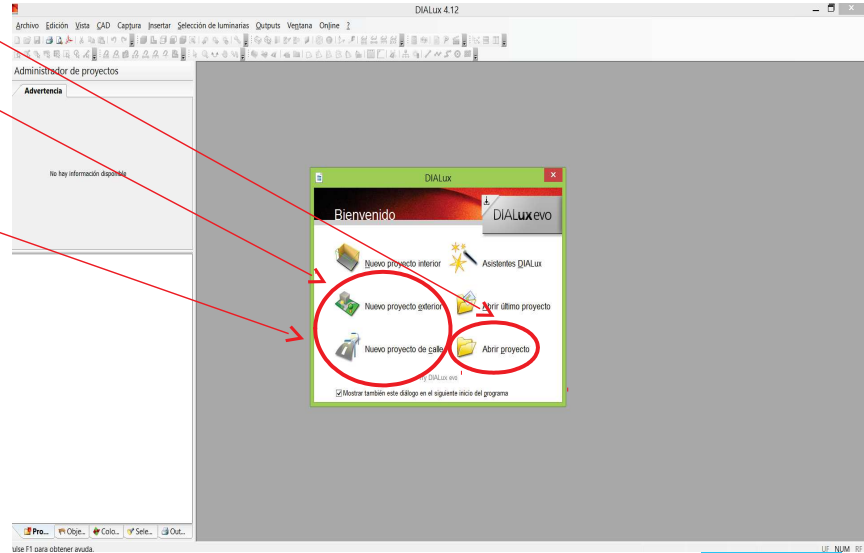 DIALux 4.12
Archivo Edición Vista CAD Captura Insertar Selección de luminarias Outputs Ventana Online ?
Administrador de proyectos
Advertencia
No hay información disponible
DIALux
Bienvenido
DIALux evo
Nuevo proyecto interior
Asistentes DIALux
Nuevo proyecto exterior
Abrir último proyecto
Nuevo proyecto de calle
Abrir proyecto
DIALux evo
Mostrar también este diálogo en el siguiente inicio del programa
Pro... Obje... Colo... Sele... Out...
ulse F1 para obtener ayuda.
UF NUM